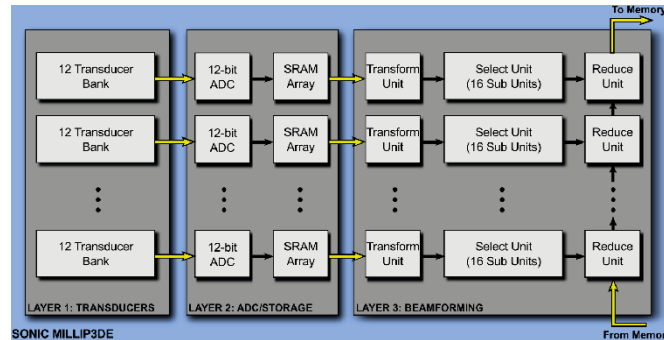 To Memory
12 Transducer
Bank
12-bit
ADC
SRAM
Array
Transform
Unit
Select Unit
(16 Sub Units)
Reduce
Unit
12 Transducer
Bank
12-bit
ADC
SRAM
Array
Transform
Unit
Select Unit
(16 Sub Units)
Reduce
Unit
12 Transducer
Bank
12-bit
ADC
SRAM
Array
Transform
Unit
Select Unit
(16 Sub Units)
Reduce
Unit
LAYER 1: TRANSDUCERS
LAYER 2: ADC/STORAGE
LAYER 3: BEAMFORMING
SONIC MILLIP3DE
From Memor